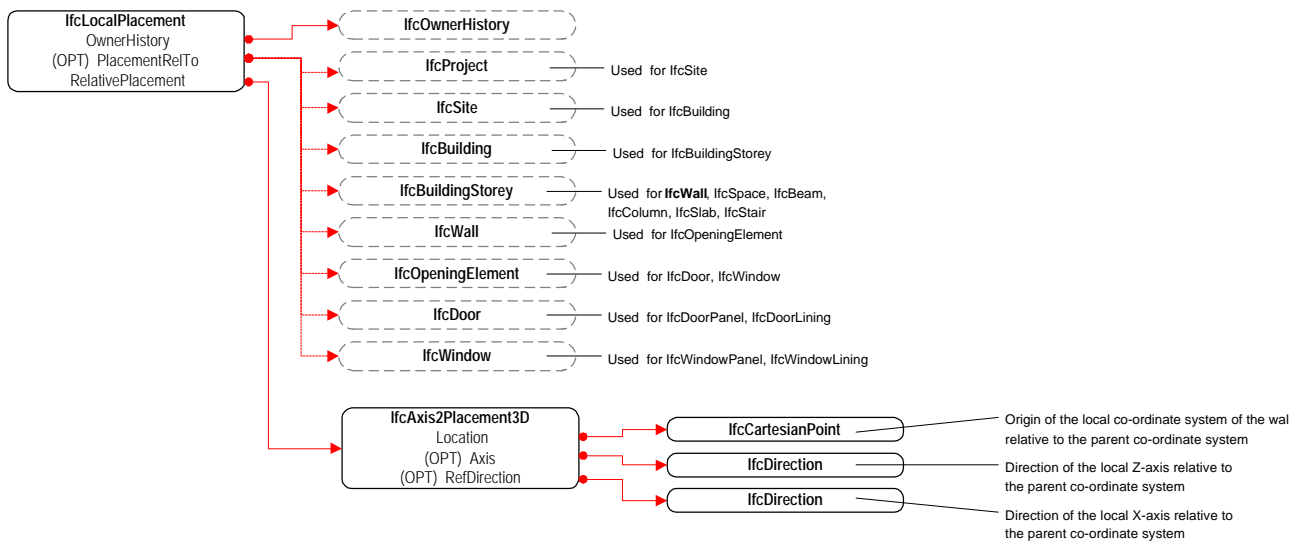 IfcLocalPlacement
OwnerHistory
(OPT) PlacementRelTo
RelativePlacement
IfcOwnerHistory
IfcProject
Used for IfcSite
IfcSite
Used for IfcBuilding
IfcBuilding
Used for IfcBuildingStorey
IfcBuildingStorey
Used for IfcWall, IfcSpace, IfcBeam,
IfcColumn, IfcSlab, IfcStair
IfcWall
Used for IfcOpeningElement
IfcOpeningElement
Used for IfcDoor, IfcWindow
IfcDoor
Used for IfcDoorPanel, IfcDoorLining
IfcWindow
Used for IfcWindowPanel, IfcWindowLining
IfcAxis2Placement3D
Location
(OPT) Axis
(OPT) RefDirection
IfcCartesianPoint
Origin of the local co-ordinate system of the wal
relative to the parent co-ordinate system
IfcDirection
Direction of the local Z-axis relative to
the parent co-ordinate system
IfcDirection
Direction of the local X-axis relative to
the parent co-ordinate system